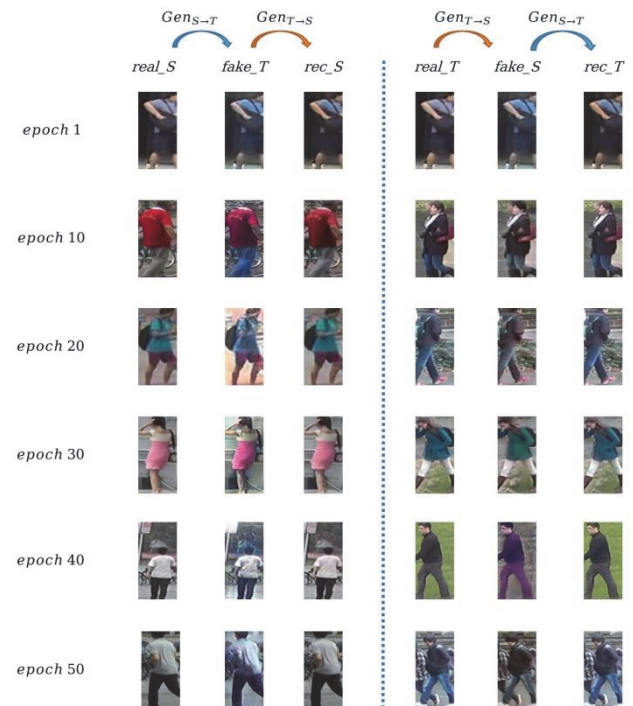 Gen_{S→T} Gen_{T→S} Gen_{T→S} Gen_{S→T}
real_S fake_T rec_S real_T fake_S rec_T
epoch 1
epoch 10
epoch 20
epoch 30
epoch 40
epoch 50